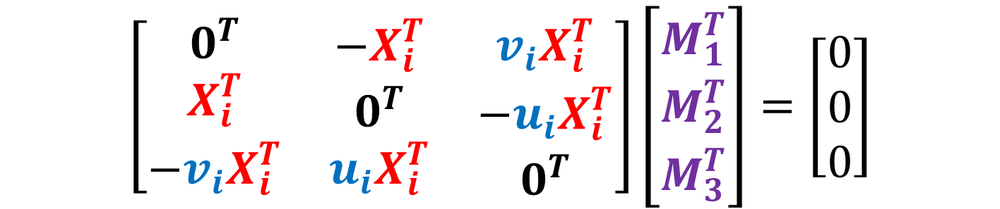 [ 0^T −X_i^T v_iX_i^T ] [ M_1^T ] = [ 0 ]
[ X_i^T 0^T −u_iX_i^T ] [ M_2^T ] [ 0 ]
[ −v_iX_i^T u_iX_i^T 0^T ] [ M_3^T ] [ 0 ]